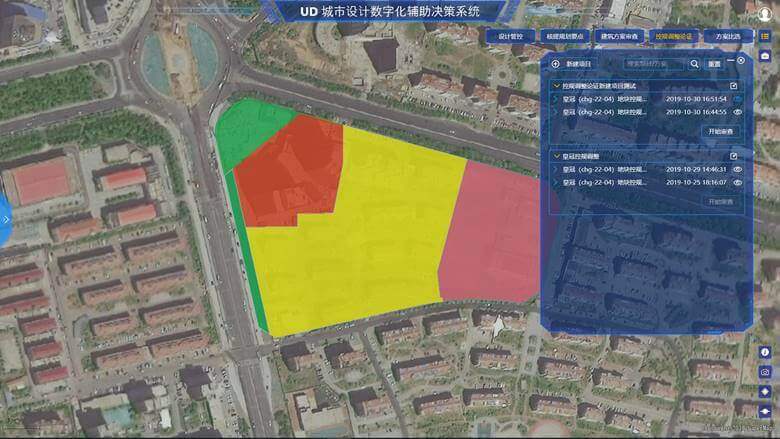 UD 城市设计数字化辅助决策系统
设计管控
核提规划要点
建筑方案审查
控规调整论证
方案比选
新建项目
搜索项目/方案
重置
控规调整论证新建项目测试
皇冠（chg-22-04）地块控规... 2019-10-30 16:51:54
皇冠（chg-22-04）地块控规... 2019-10-30 16:44:55
开始审查
皇冠控规调整
皇冠（chg-22-04）地块控规... 2019-10-29 14:46:31
皇冠（chg-22-04）地块控规... 2019-10-25 18:16:07
开始审查